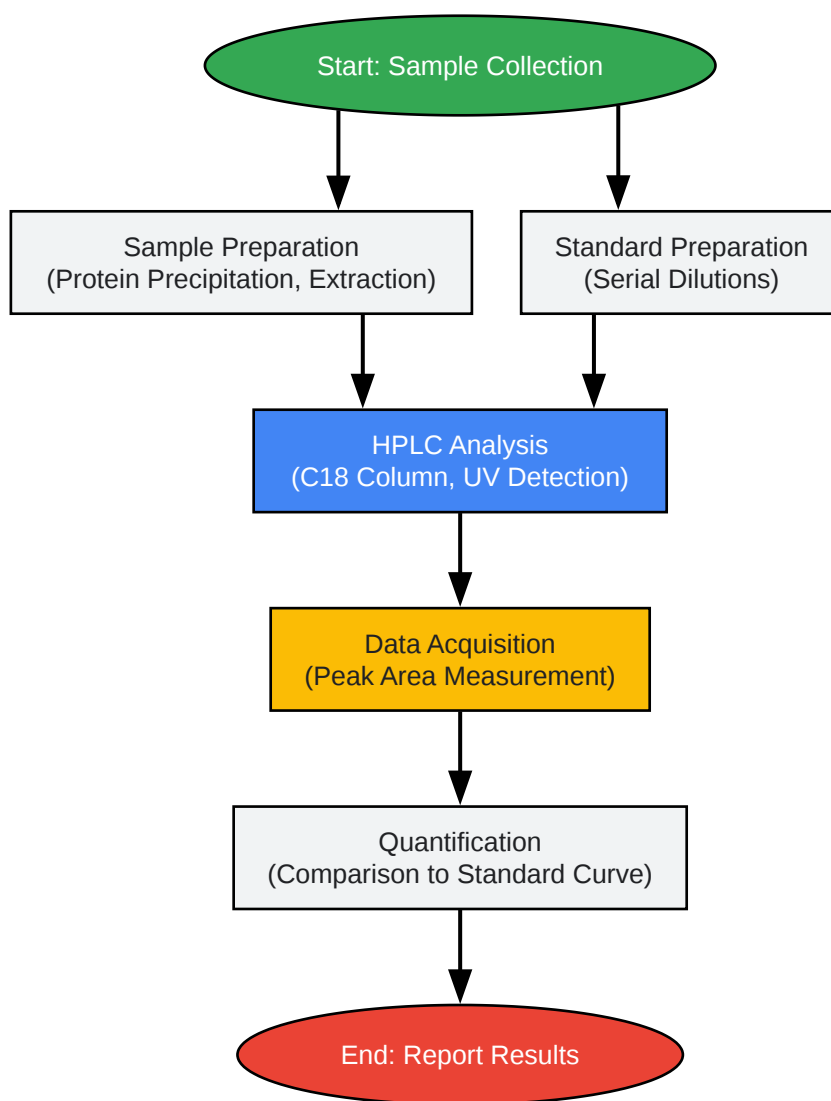 Start: Sample Collection
Sample Preparation
(Protein Precipitation, Extraction)
Standard Preparation
(Serial Dilutions)
HPLC Analysis
(C18 Column, UV Detection)
Data Acquisition
(Peak Area Measurement)
Quantification
(Comparison to Standard Curve)
End: Report Results